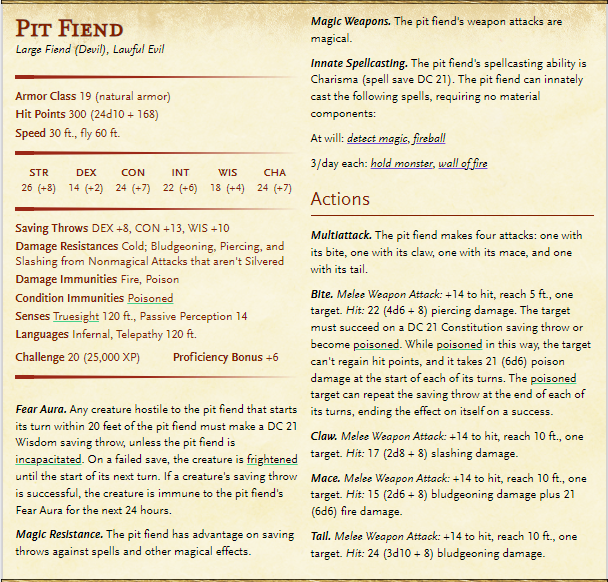 Pit Fiend
Large Fiend (Devil), Lawful Evil
Armor Class 19 (natural armor)
Hit Points 300 (24d10 + 168)
Speed 30 ft., fly 60 ft.
STR DEX CON INT WIS CHA
26 (+8) 14 (+2) 24 (+7) 22 (+6) 18 (+4) 24 (+7)
Saving Throws DEX +8, CON +13, WIS +10
Damage Resistances Cold; Bludgeoning, Piercing, and
Slashing from Nonmagical Attacks that aren't Silvered
Damage Immunities Fire, Poison
Condition Immunities Poisoned
Senses Truesight 120 ft., Passive Perception 14
Languages Infernal, Telepathy 120 ft.
Challenge 20 (25,000 XP) Proficiency Bonus +6
Fear Aura. Any creature hostile to the pit fiend that starts
its turn within 20 feet of the pit fiend must make a DC 21
Wisdom saving throw, unless the pit fiend is
incapacitated. On a failed save, the creature is frightened
until the start of its next turn. If a creature's saving throw
is successful, the creature is immune to the pit fiend's
Fear Aura for the next 24 hours.
Magic Resistance. The pit fiend has advantage on saving
throws against spells and other magical effects.
Magic Weapons. The pit fiend's weapon attacks are
magical.
Innate Spellcasting. The pit fiend's spellcasting ability is
Charisma (spell save DC 21). The pit fiend can innately
cast the following spells, requiring no material
components:
At will: detect magic, fireball
3/day each: hold monster, wall of fire
Actions
Multiattack. The pit fiend makes four attacks: one with
its bite, one with its claw, one with its mace, and one
with its tail.
Bite. Melee Weapon Attack: +14 to hit, reach 5 ft., one
target. Hit: 22 (4d6 + 8) piercing damage. The target
must succeed on a DC 21 Constitution saving throw or
become poisoned. While poisoned in this way, the target
can't regain hit points, and it takes 21 (6d6) poison
damage at the start of each of its turns. The poisoned
target can repeat the saving throw at the end of each of
its turns, ending the effect on itself on a success.
Claw. Melee Weapon Attack: +14 to hit, reach 10 ft., one
target. Hit: 17 (2d8 + 8) slashing damage.
Mace. Melee Weapon Attack: +14 to hit, reach 10 ft., one
target. Hit: 15 (2d6 + 8) bludgeoning damage plus 21
(6d6) fire damage.
Tail. Melee Weapon Attack: +14 to hit, reach 10 ft., one
target. Hit: 24 (3d10 + 8) bludgeoning damage.